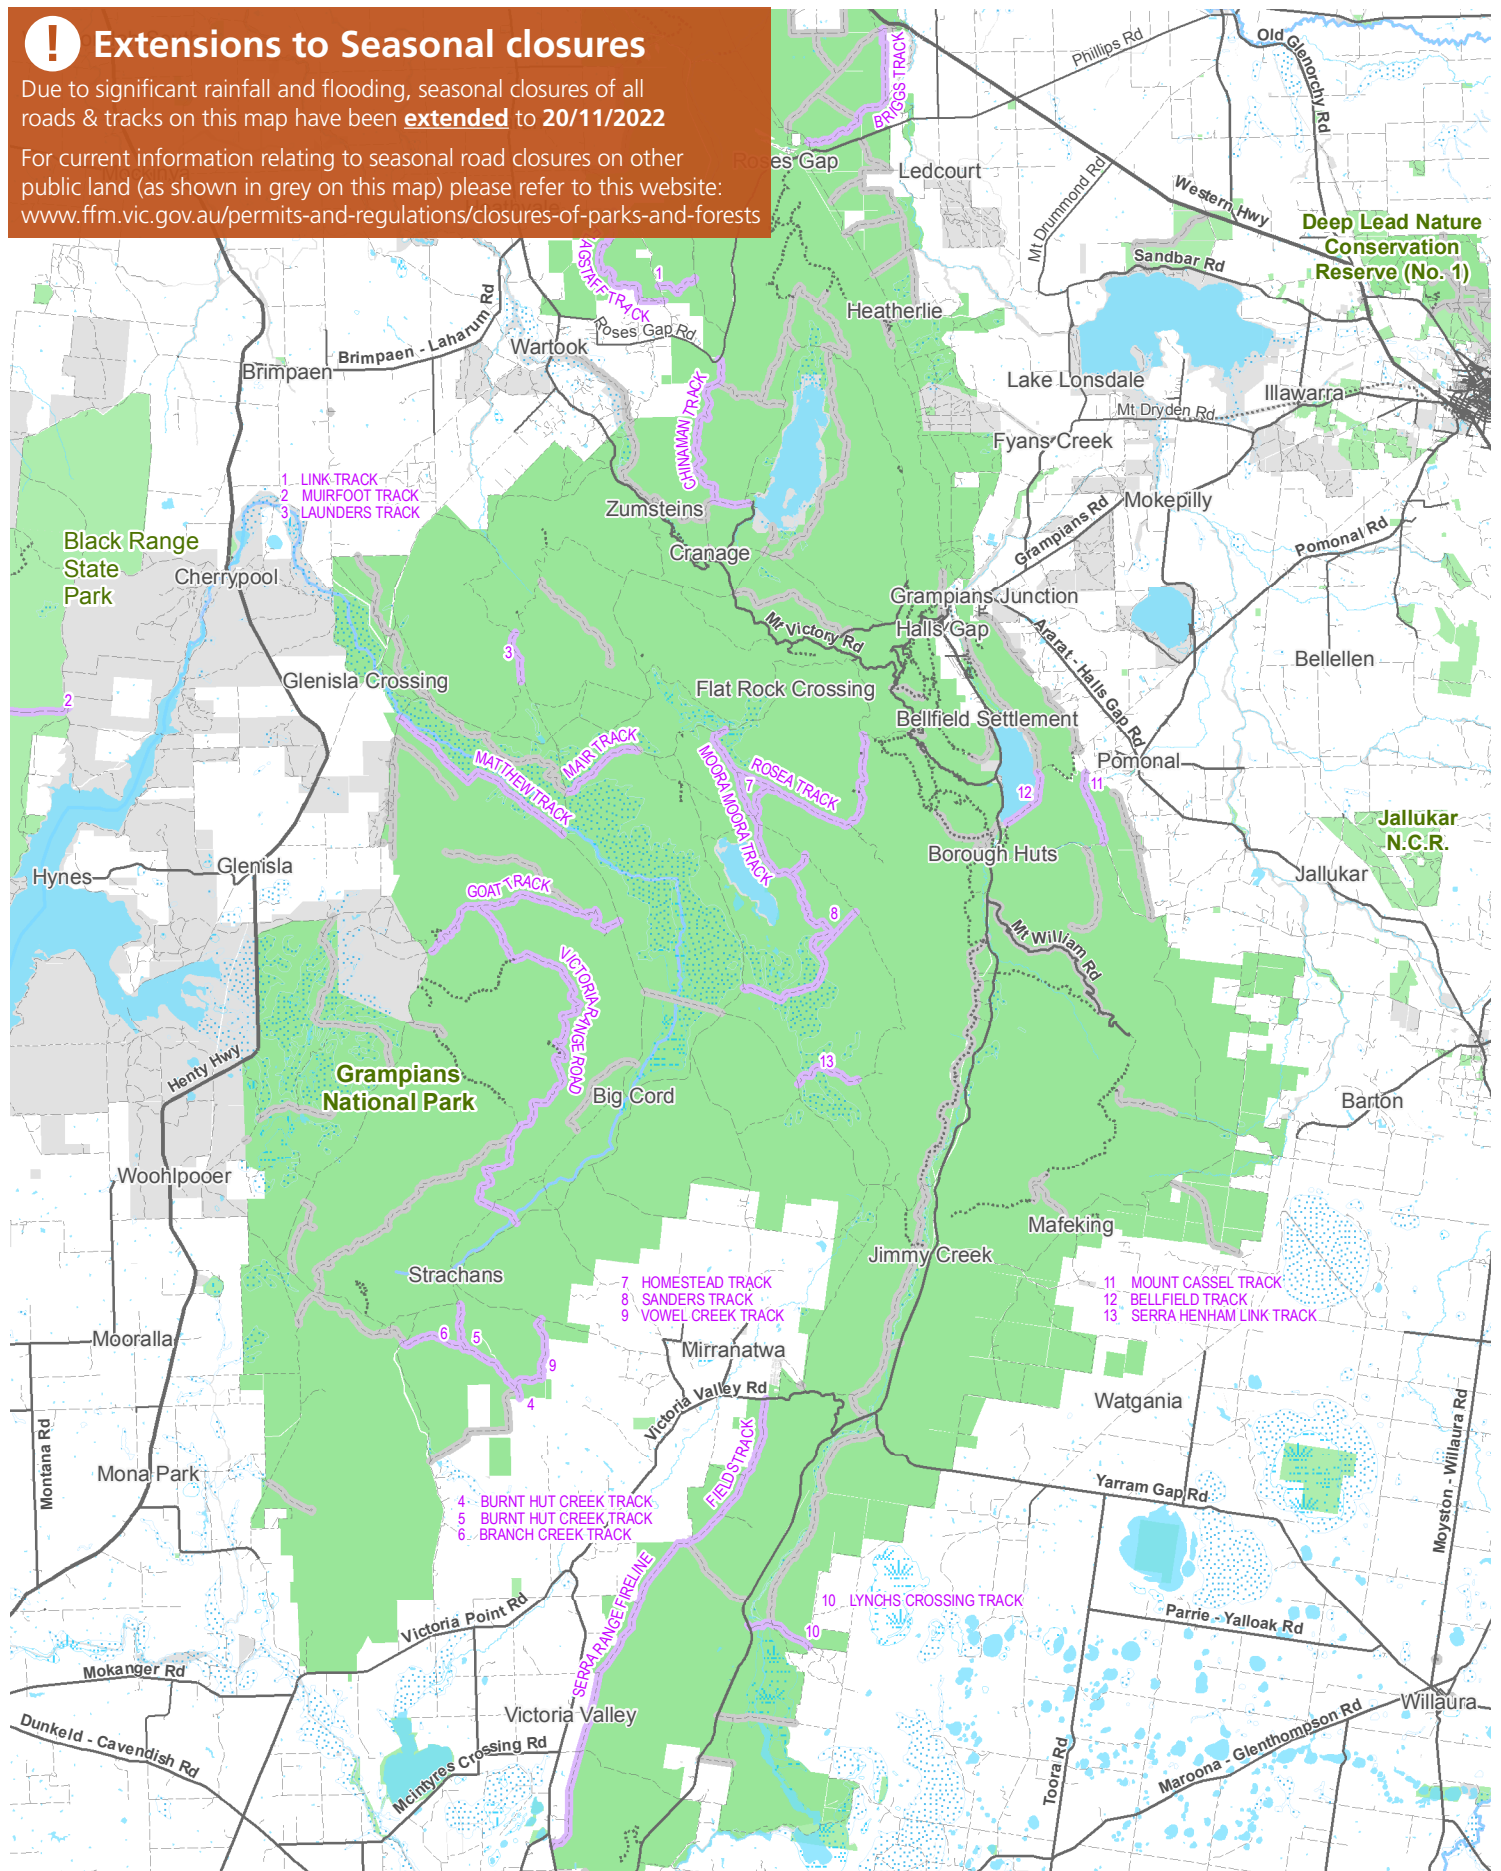 ! Extensions to Seasonal closures
Due to significant rainfall and flooding, seasonal closures of all
roads & tracks on this map have been extended to 20/11/2022
For current information relating to seasonal road closures on other
public land (as shown in grey on this map) please refer to this website:
www.ffm.vic.gov.au/permits-and-regulations/closures-of-parks-and-forests
Phillips Rd
Old Glenorchy Rd
BRIGGS TRACK
Roses Gap
Ledcourt
Mt Drummond Rd
Western Hwy
Deep Lead Nature
Conservation
Reserve (No. 1)
Sandbar Rd
AGSTAFF TRACK
1
Heatherlie
Brimpaen - Laharum Rd
Roses Gap Rd
Wartook
Brimpaen
Lake Lonsdale
Illawarra
Mt Dryden Rd
CHINAMAN TRACK
Fyans Creek
1 LINK TRACK
2 MUIRFOOT TRACK
3 LAUNDERS TRACK
Zumsteins
Mokepilly
Grampians Rd
Pomonal Rd
Black Range
State
Park
Cranage
Cherrypool
Grampians Junction
Halls Gap
Mt Victory Rd
Ararat - Halls Gap Rd
3
Bellellen
Glenisla Crossing
Flat Rock Crossing
2
Bellfield Settlement
MAIR TRACK
MATTHEW TRACK
MOORA MOORA TRACK
ROSEA TRACK
7
Pomonal
12
11
Jallukar
N.C.R.
Borough Huts
Glenisla
Hynes
Jallukar
GOAT TRACK
8
Mt William Rd
VICTORIA RANGE ROAD
Henty Hwy
13
Grampians
National Park
Big Cord
Barton
Woohlpooer
Mafeking
Jimmy Creek
Strachans
7 HOMESTEAD TRACK
8 SANDERS TRACK
9 VOWEL CREEK TRACK
11 MOUNT CASSEL TRACK
12 BELLFIELD TRACK
13 SERRA HENHAM LINK TRACK
Mooralla
6
5
9
4
Mirranatwa
Victoria Valley Rd
Watgania
Montana Rd
Mona Park
FIELDS TRACK
Moyston - Willaura Rd
Yarram Gap Rd
4 BURNT HUT CREEK TRACK
5 BURNT HUT CREEK TRACK
6 BRANCH CREEK TRACK
SERRA RANGE FIRELINE
10 LYNCHS CROSSING TRACK
10
Victoria Point Rd
Parrie - Yalloak Rd
Mokanger Rd
Victoria Valley
Willaura
Dunkeld - Cavendish Rd
Mcintyres Crossing Rd
Toora Rd
Maroona - Glenthompson Rd